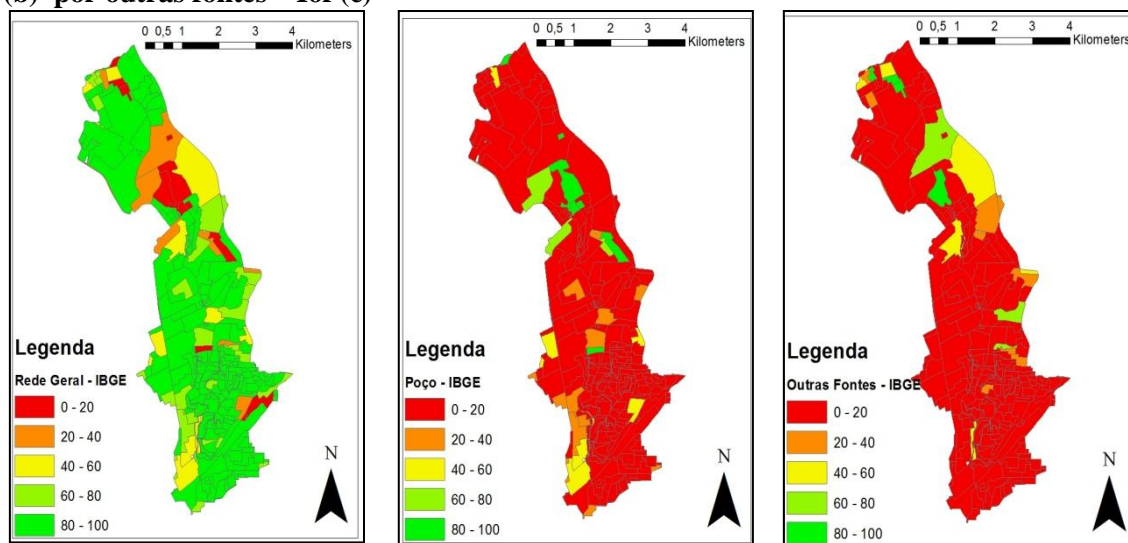 (b) por outras fontes – Tof (c)
0 0,5 1 2 3 4
Kilometers
Legenda
Rede Geral - IBGE
0 - 20
20 - 40
40 - 60
60 - 80
80 - 100
N
0 0,5 1 2 3 4
Kilometers
Legenda
Poço - IBGE
0 - 20
20 - 40
40 - 60
60 - 80
80 - 100
N
0 0,5 1 2 3 4
Kilometers
Legenda
Outras Fontes - IBGE
0 - 20
20 - 40
40 - 60
60 - 80
80 - 100
N